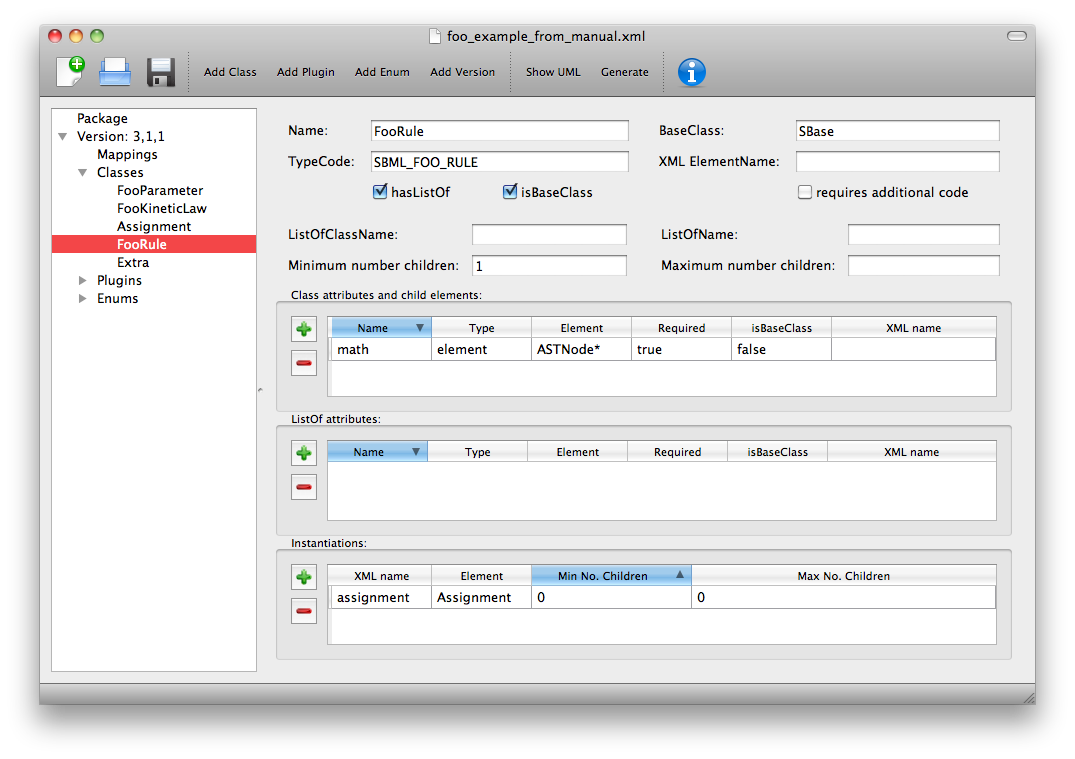 foo_example_from_manual.xml
Add Class Add Plugin Add Enum Add Version Show UML Generate
Package
Version: 3,1,1
Mappings
Classes
FooParameter
FooKineticLaw
Assignment
FooRule
Extra
Plugins
Enums
Name: FooRule BaseClass: SBase
TypeCode: SBML_FOO_RULE XML ElementName:
hasListOf isBaseClass requires additional code
ListOfClassName: ListOfName:
Minimum number children: 1 Maximum number children:
Class attributes and child elements:
Name Type Element Required isBaseClass XML name
math element ASTNode* true false
ListOf attributes:
Name Type Element Required isBaseClass XML name
Instantiations:
XML name Element Min No. Children Max No. Children
assignment Assignment 0 0